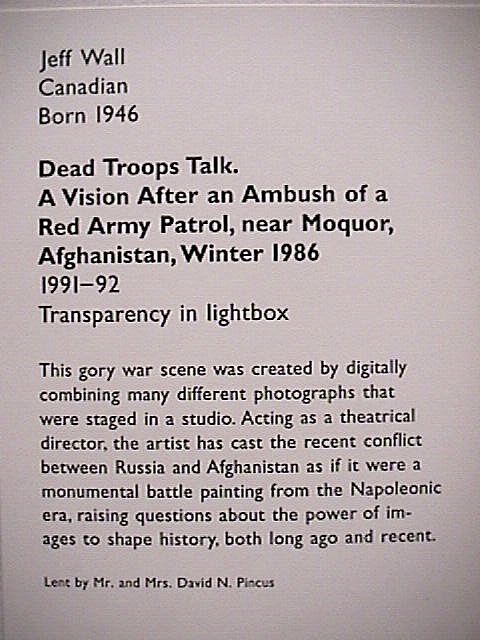 Jeff Wall
Canadian
Born 1946
Dead Troops Talk.
A Vision After an Ambush of a
Red Army Patrol, near Moquor,
Afghanistan, Winter 1986
1991–92
Transparency in lightbox
This gory war scene was created by digitally
combining many different photographs that
were staged in a studio. Acting as a theatrical
director, the artist has cast the recent conflict
between Russia and Afghanistan as if it were a
monumental battle painting from the Napoleonic
era, raising questions about the power of im-
ages to shape history, both long ago and recent.
Lent by Mr. and Mrs. David N. Pincus